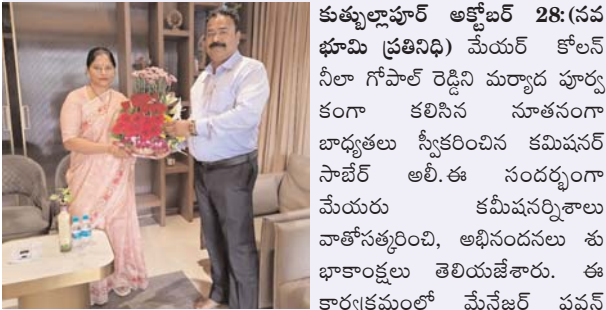 కుత్బుల్లాపూర్ అక్టోబర్ 28:(నవ
భూమి ప్రతినిధి) మేయర్ కోలన్
నీలా గోపాల్ రెడ్డిని మర్యాద పూర్వ
కంగా కలిసిన నూతనంగా
బాధ్యతలు స్వీకరించిన కమిషనర్
సాబేర్ అలీ.ఈ సందర్భంగా
మేయరు కమీషనర్నిశాలు
వాతోసత్కరించి, అభినందనలు శు
భాకాంక్షలు తెలియజేశారు. ఈ
కార్యక్రమంలో మేనేజర్ పవన్